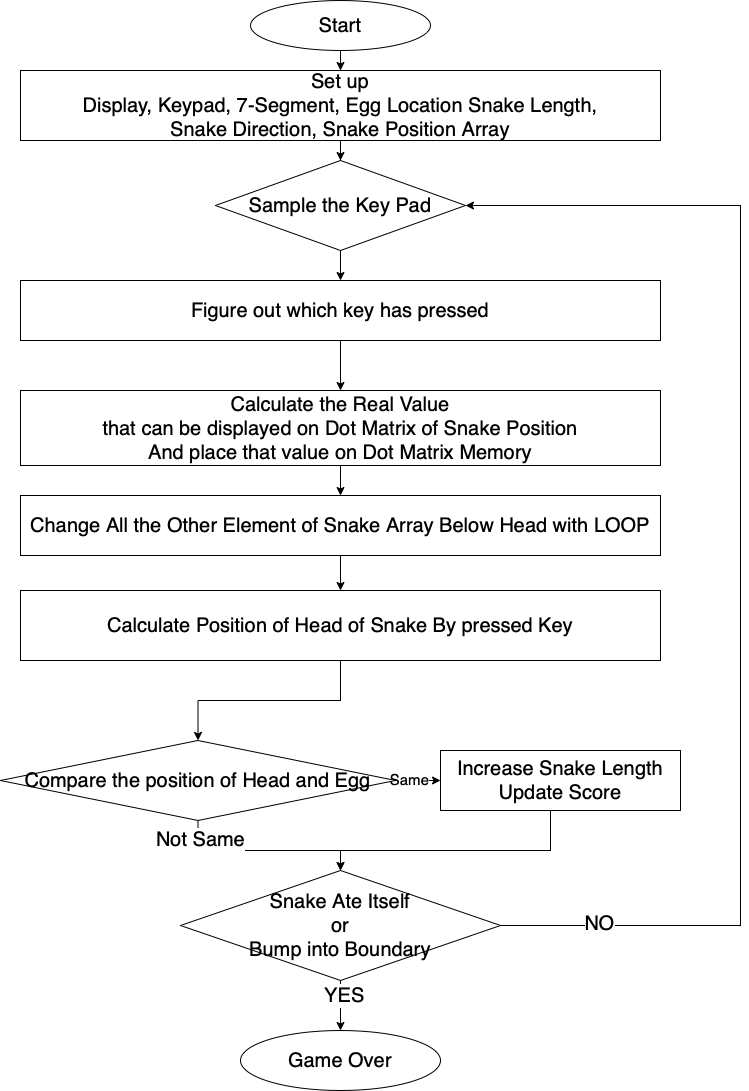 Start
Set up
Display, Keypad, 7-Segment, Egg Location Snake Length,
Snake Direction, Snake Position Array
Sample the Key Pad
Figure out which key has pressed
Calculate the Real Value
that can be displayed on Dot Matrix of Snake Position
And place that value on Dot Matrix Memory
Change All the Other Element of Snake Array Below Head with LOOP
Calculate Position of Head of Snake By pressed Key
Compare the position of Head and Egg
Same
Increase Snake Length
Update Score
Not Same
Snake Ate Itself
or
Bump into Boundary
NO
YES
Game Over